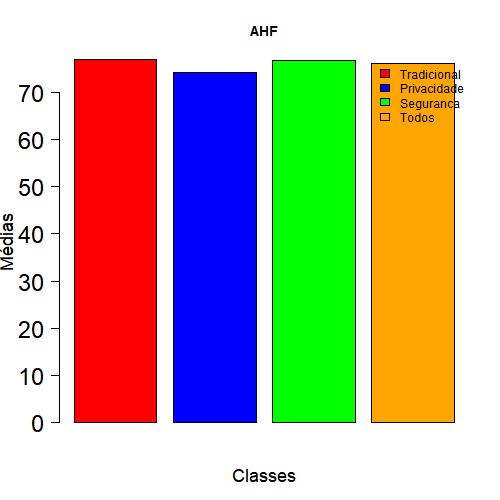 AHF
Tradicional
Privacidade
Seguranca
Todos
70
60
50
40
30
20
10
0
Médias
Classes